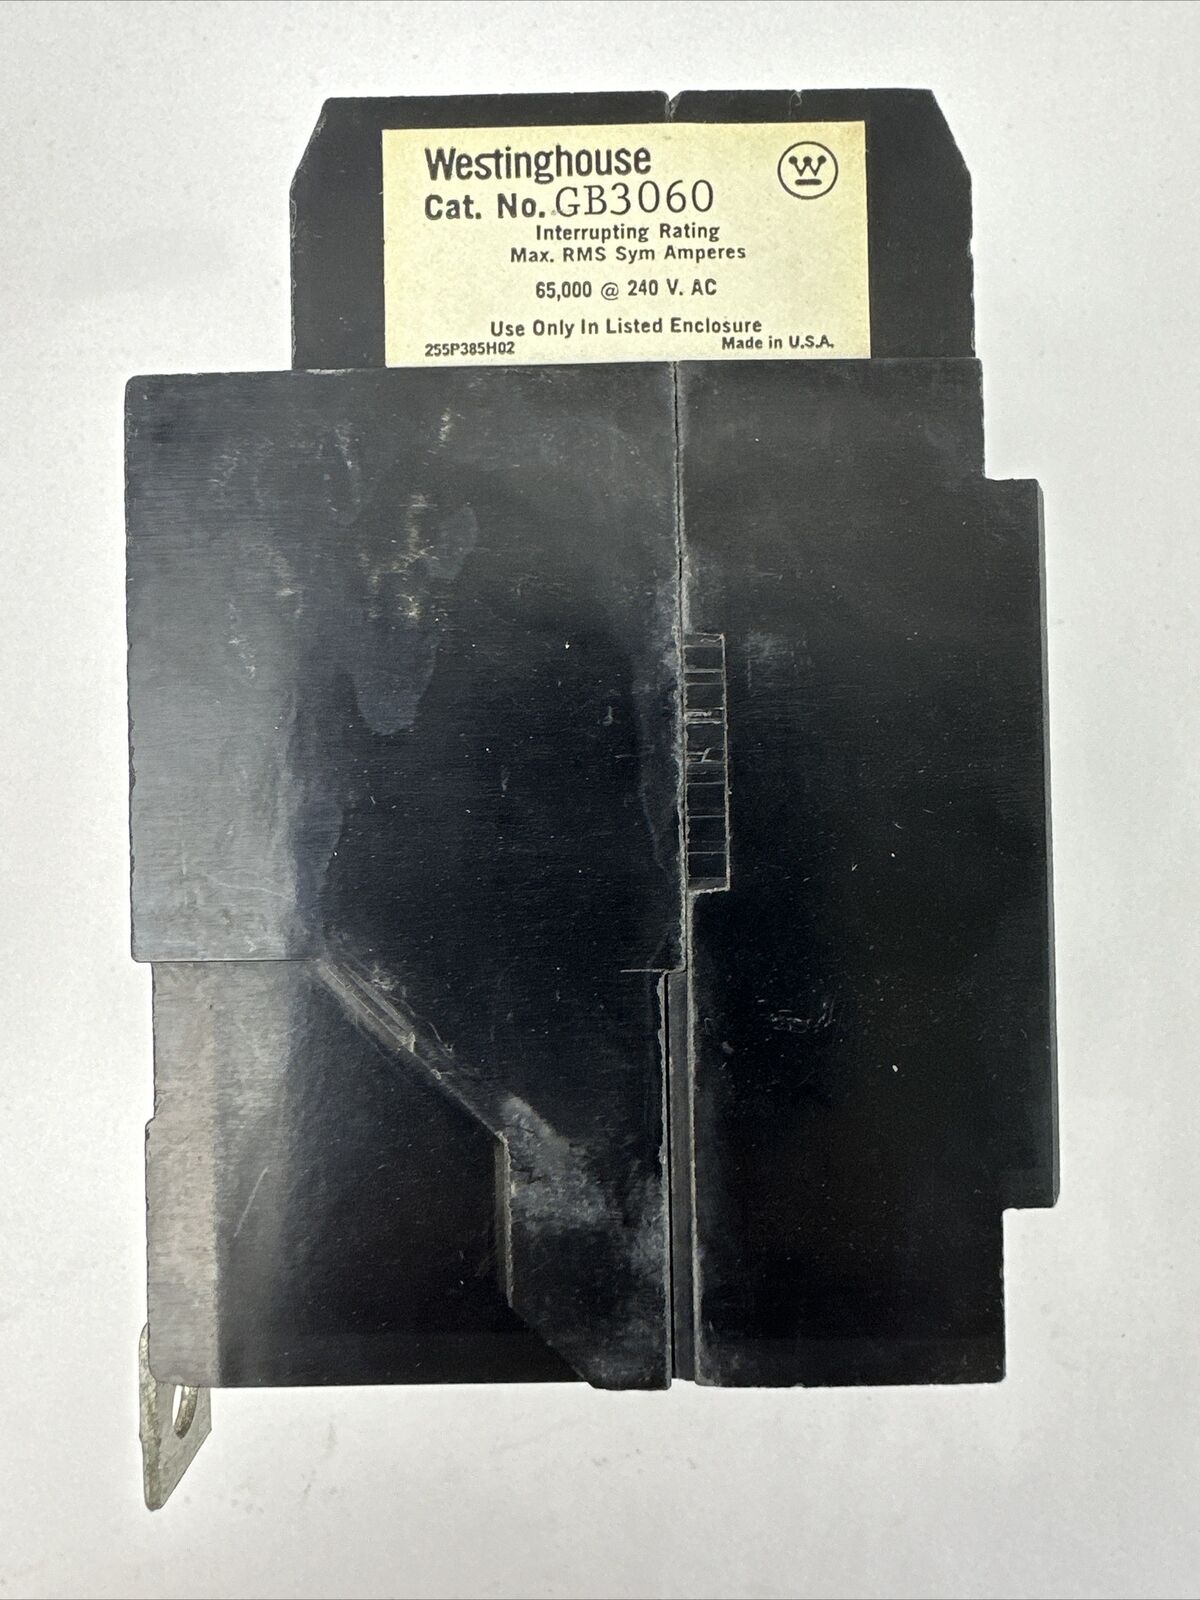 Westinghouse
Cat. No. GB3060
Interrupting Rating
Max. RMS Sym Amperes
65,000 @ 240 V. AC
Use Only In Listed Enclosure
255P385H02 Made in U.S.A.